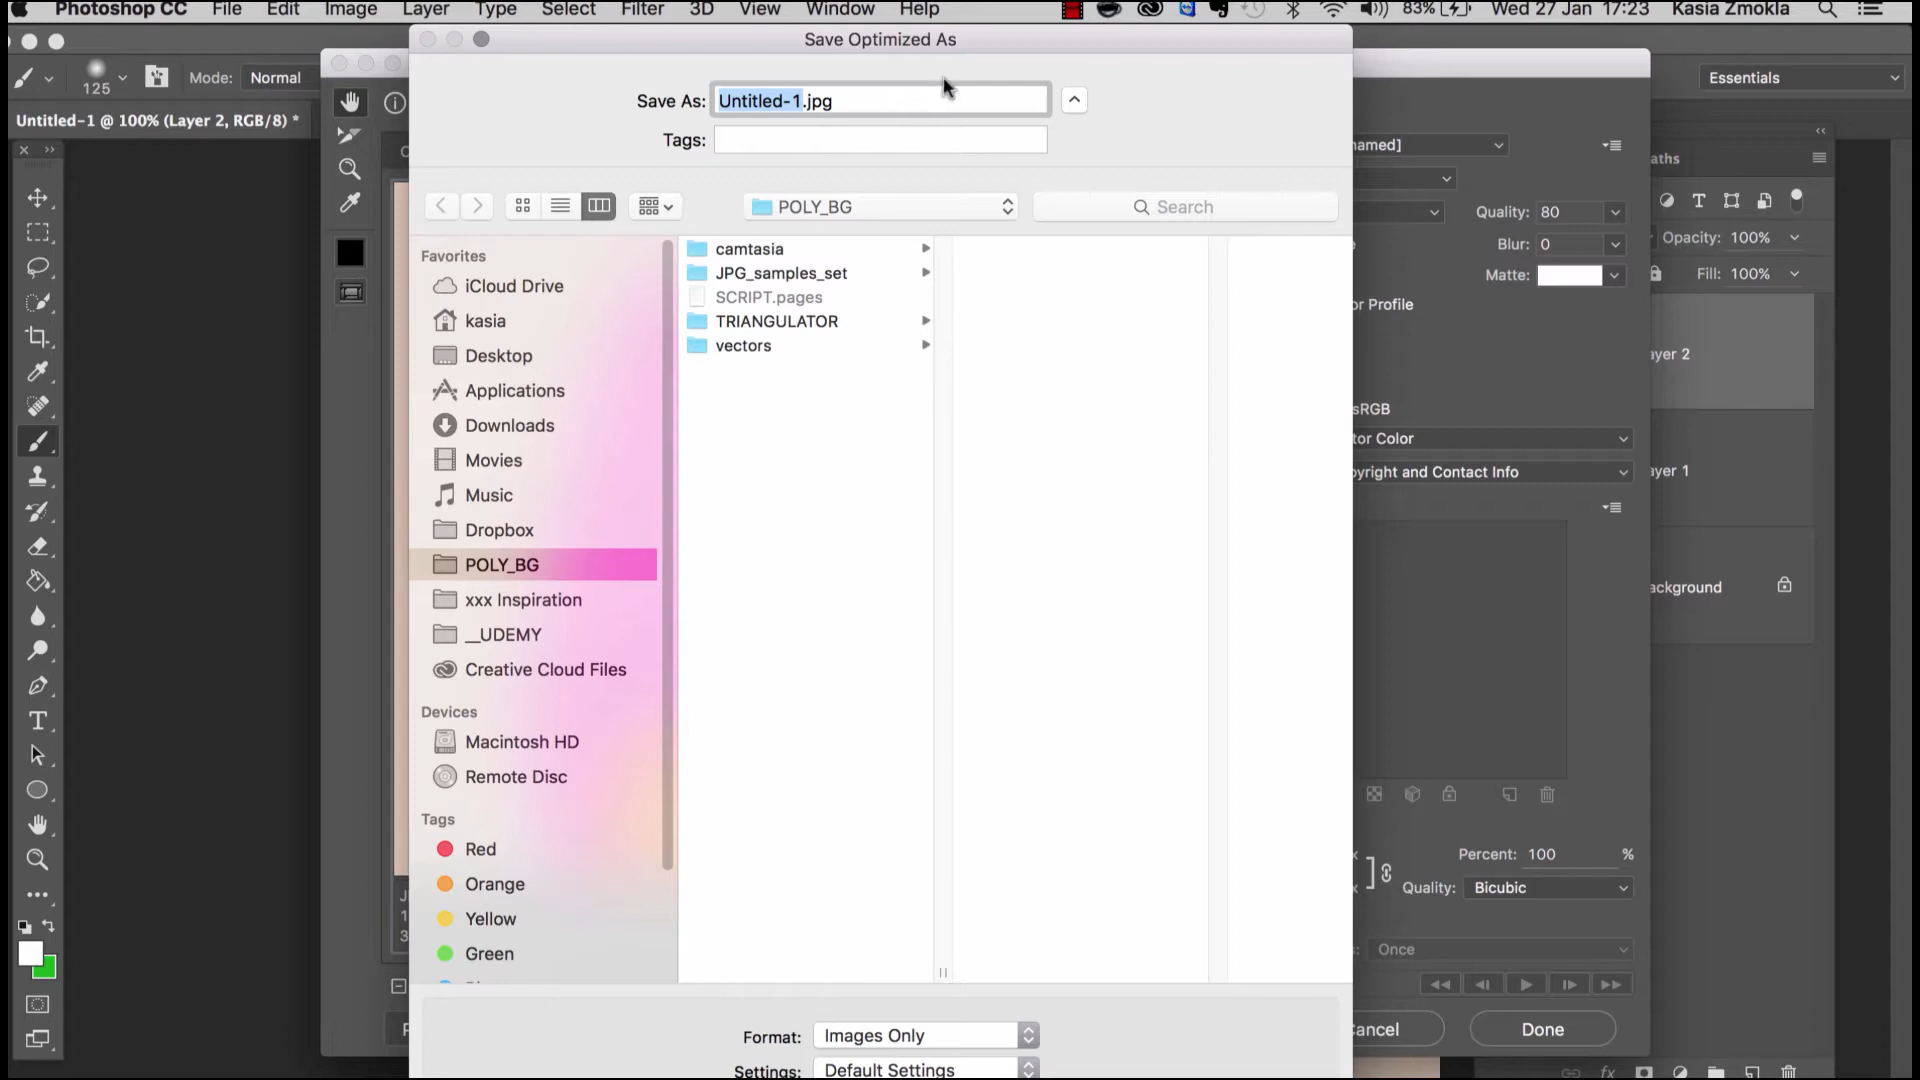 Photoshop CC File Edit Image Layer Type Select Filter 3D View Window Help 83% Wed 27 Jan 17:23 Kasia Zmokla
Save Optimized As
125 Mode: Normal Essentials
Save As: Untitled-1.jpg
Untitled-1 @ 100% (Layer 2, RGB/8) *
Tags:
named]
aths
POLY_BG Search
Quality: 80
Opacity: 100%
Blur: 0
Matte:
Fill: 100%
or Profile
Favorites
iCloud Drive
kasia
Desktop
Applications
Downloads
Movies
Music
Dropbox
POLY_BG
xxx Inspiration
__UDEMY
Creative Cloud Files
Devices
Macintosh HD
Remote Disc
Tags
Red
Orange
Yellow
Green
camtasia
JPG_samples_set
SCRIPT.pages
TRIANGULATOR
vectors
ayer 2
sRGB
tor Color
pyright and Contact Info
ayer 1
ackground
Percent: 100 %
Quality: Bicubic
Once
Format: Images Only
Settings: Default Settings
Cancel Done
fx